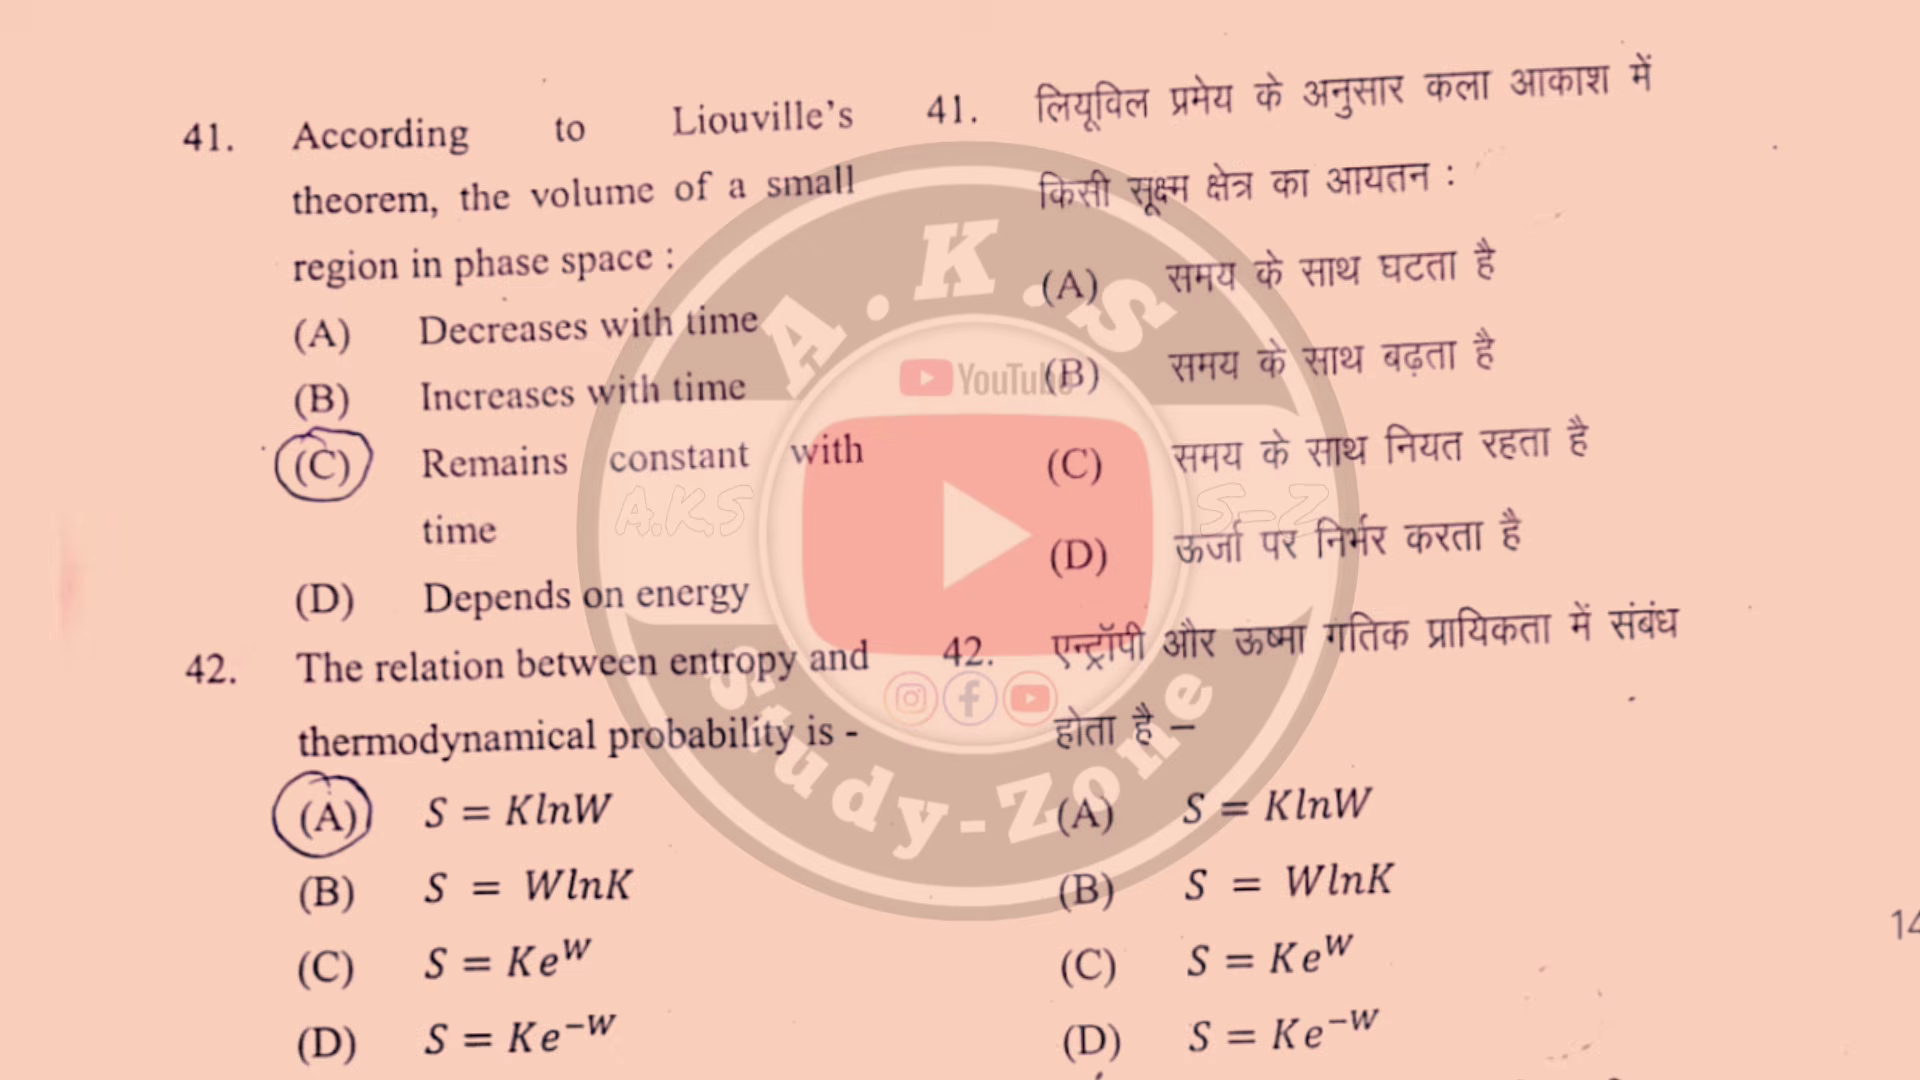 41. According to Liouville's
theorem, the volume of a small
region in phase space :
(A) Decreases with time
(B) Increases with time
(C) Remains constant with
time
(D) Depends on energy
42. The relation between entropy and
thermodynamical probability is -
(A) S = KlnW
(B) S = WlnK
(C) S = Ke^W
(D) S = Ke^-W
41. लियूविल प्रमेय के अनुसार कला आकाश में
किसी सूक्ष्म क्षेत्र का आयतन :
(A) समय के साथ घटता है
(B) समय के साथ बढ़ता है
(C) समय के साथ नियत रहता है
(D) ऊर्जा पर निर्भर करता है
42. एन्ट्रॉपी और ऊष्मा गतिक प्रायिकता में संबंध
होता है –
(A) S = KlnW
(B) S = WlnK
(C) S = Ke^W
(D) S = Ke^-W
A.K.S
YouTube
A.K.S
S-Z
Study-Zone
14